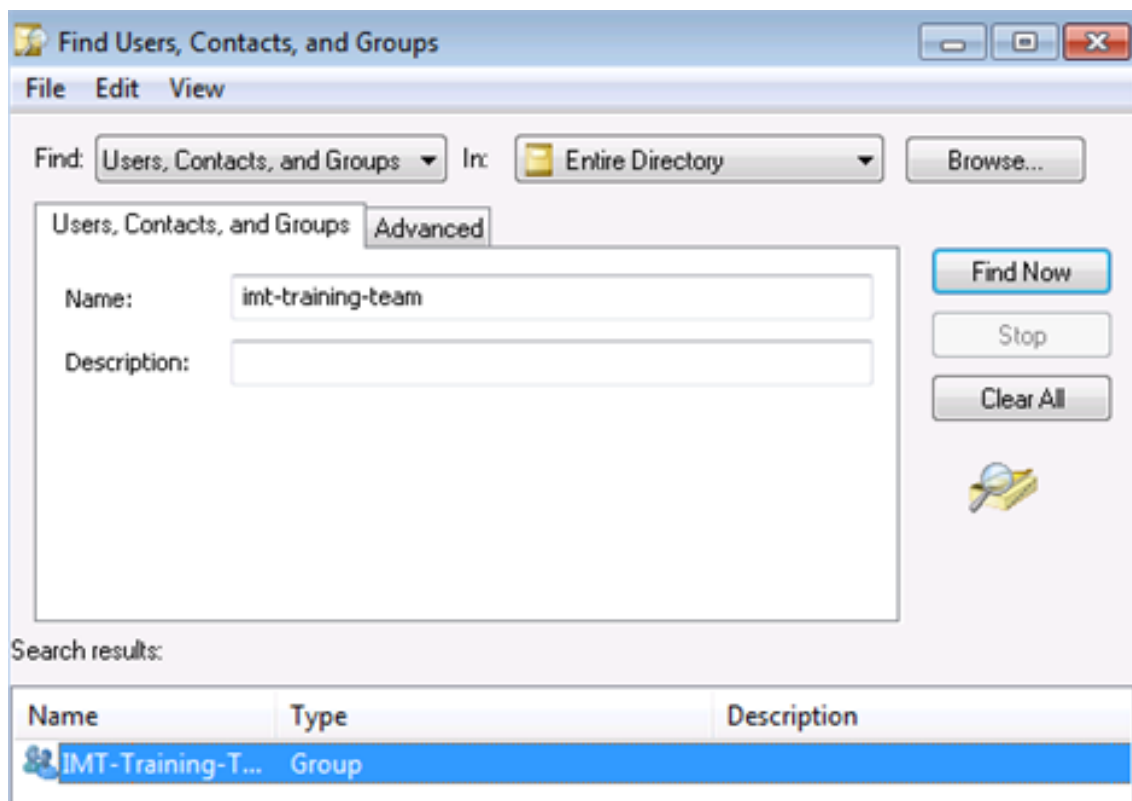 Find Users, Contacts, and Groups
File Edit View
Find: Users, Contacts, and Groups In: Entire Directory Browse...
Users, Contacts, and Groups Advanced
Name: imt-training-team
Find Now
Description:
Stop
Clear All
Search results:
Name Type Description
IMT-Training-T... Group